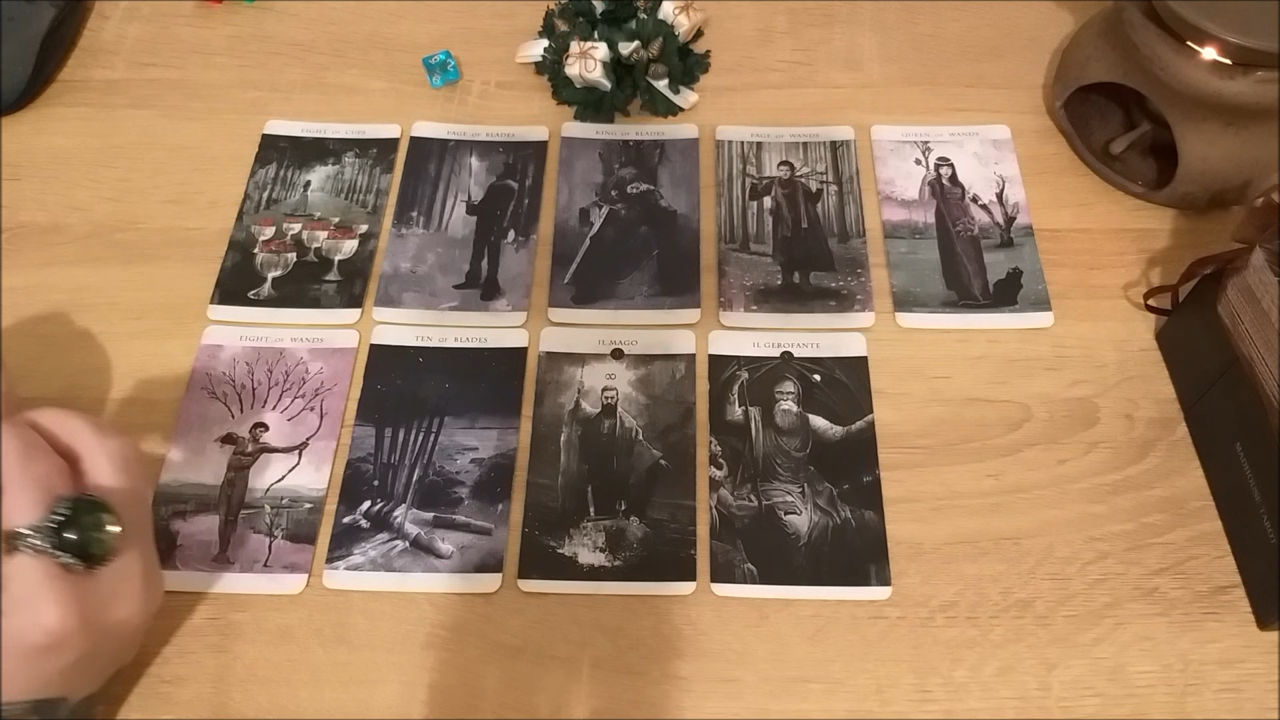 EIGHT OF CUPS
PAGE OF BLADES
KING OF BLADES
PAGE OF WANDS
QUEEN OF WANDS
EIGHT OF WANDS
TEN OF BLADES
IL MAGO
IL GEROFANTE